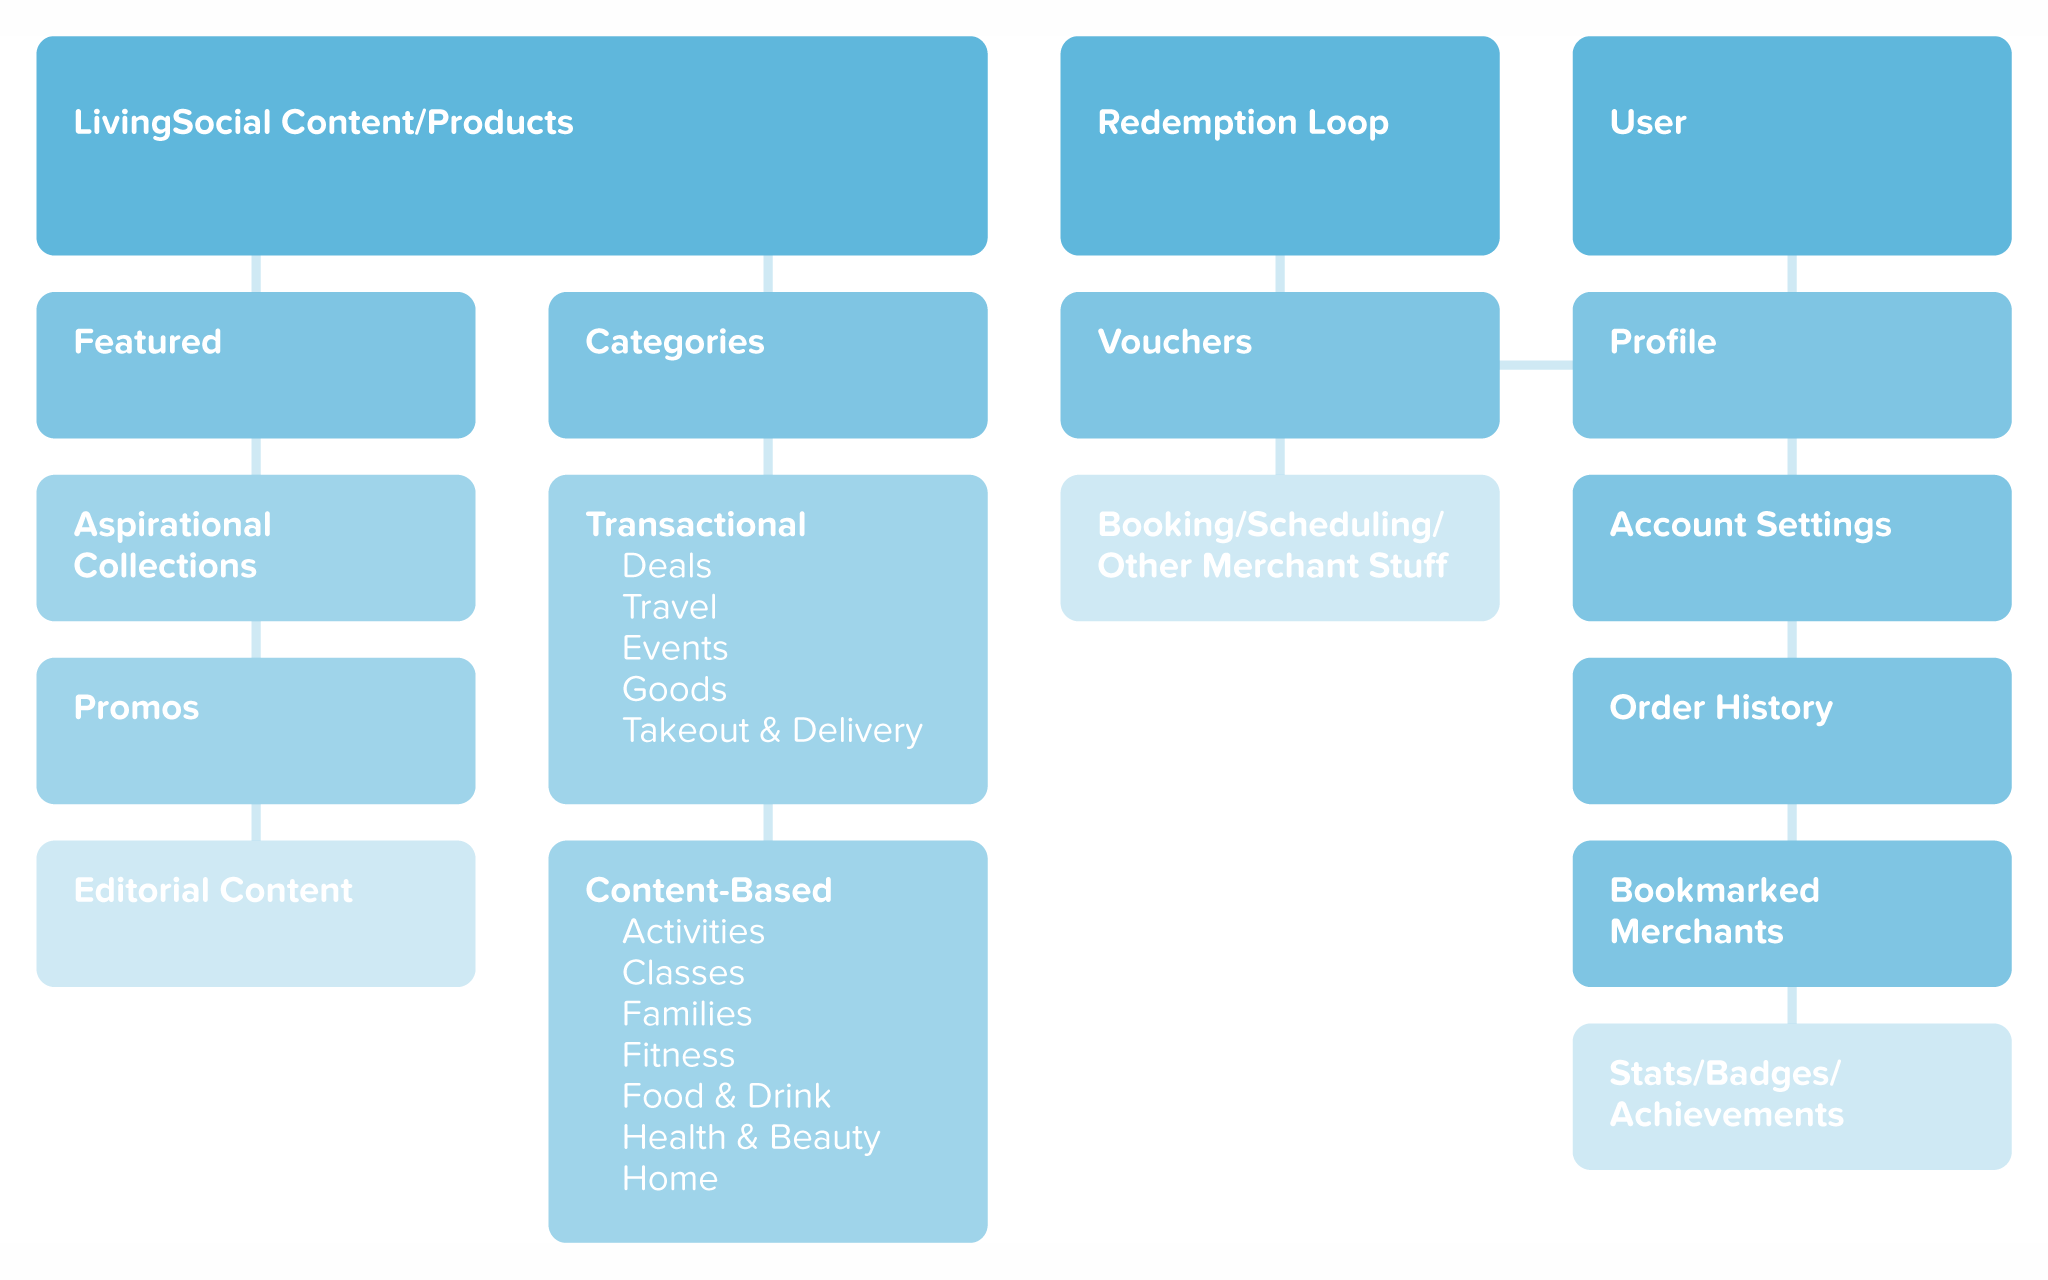 LivingSocial Content/Products
Featured
Aspirational
Collections
Promos
Editorial Content
Categories
Transactional
Deals
Travel
Events
Goods
Takeout & Delivery
Content-Based
Activities
Classes
Families
Fitness
Food & Drink
Health & Beauty
Home
Redemption Loop
Vouchers
Booking/Scheduling/
Other Merchant Stuff
User
Profile
Account Settings
Order History
Bookmarked
Merchants
Stats/Badges/
Achievements